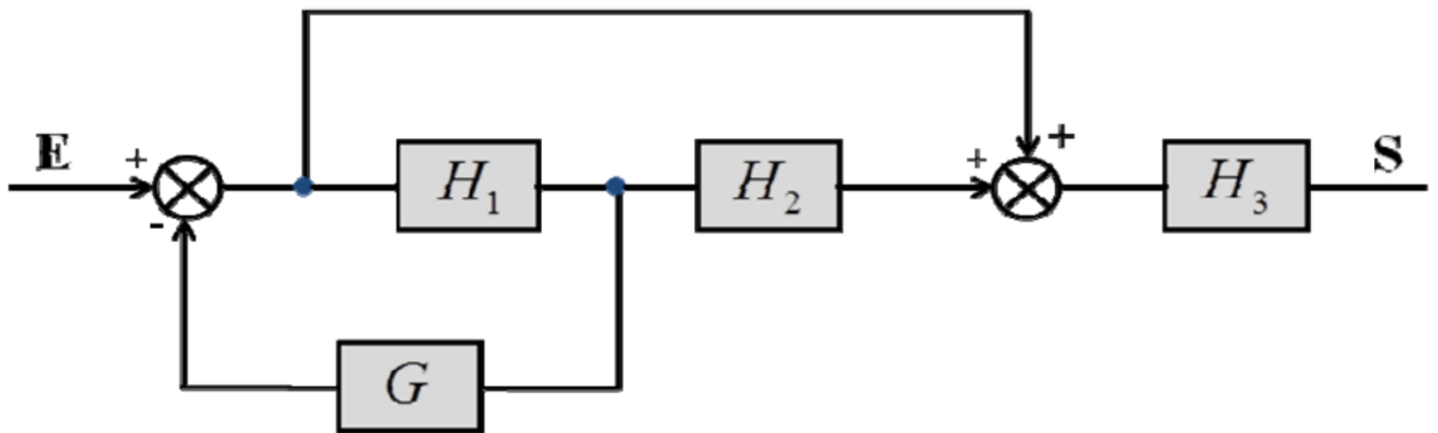 E + - H₁ H₂ + + H₃ S
G